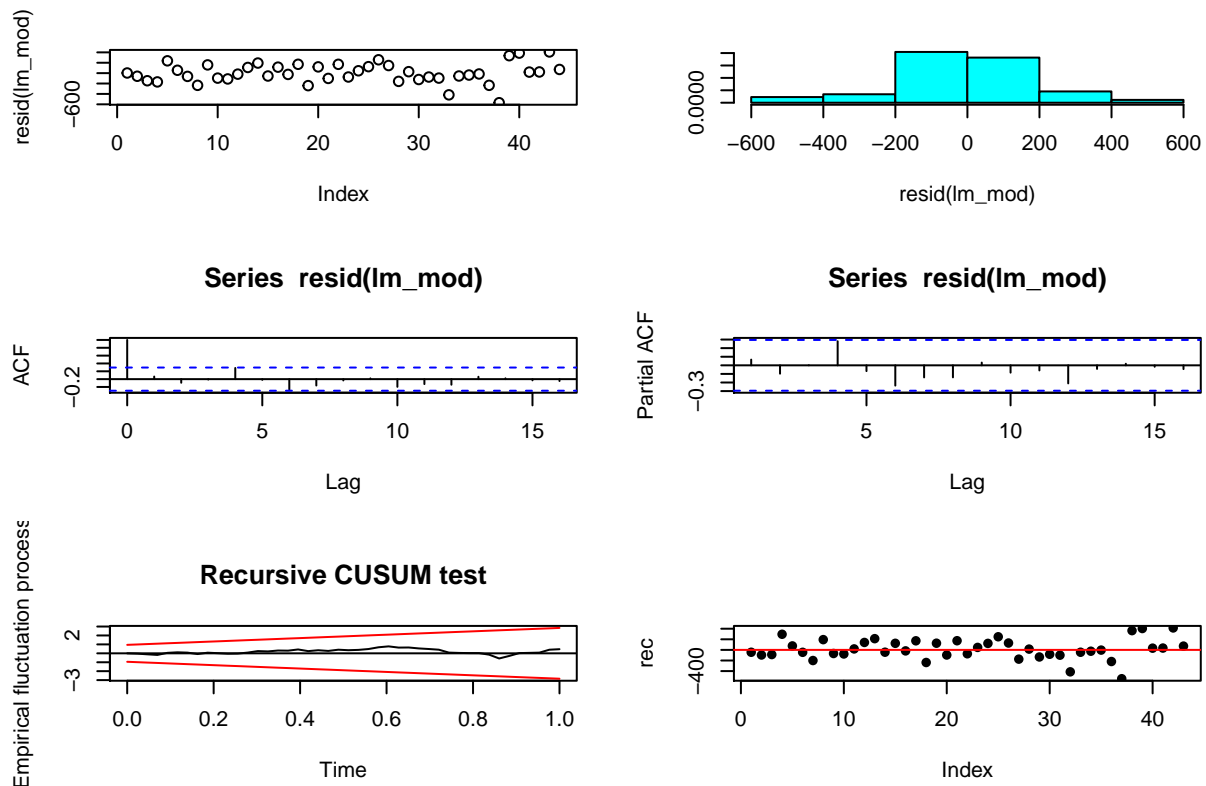 resid(lm_mod)
−600
0 10 20 30 40
Index
0.0000
−600 −400 −200 0 200 400 600
resid(lm_mod)
Series resid(lm_mod)
ACF
−0.2
0 5 10 15
Lag
Series resid(lm_mod)
Partial ACF
−0.3
5 10 15
Lag
Recursive CUSUM test
Empirical fluctuation process
2
−3
0.0 0.2 0.4 0.6 0.8 1.0
Time
rec
−400
0 10 20 30 40
Index